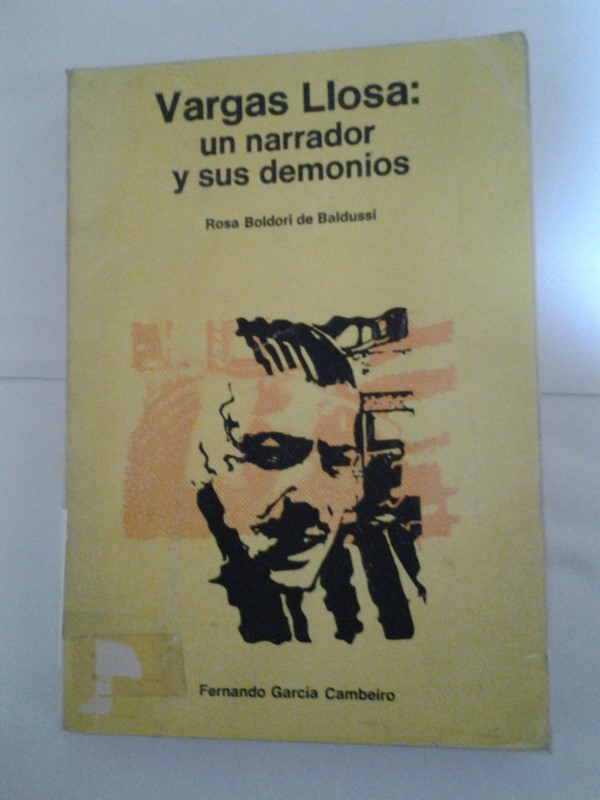 Vargas Llosa:
un narrador
y sus demonios
Rosa Boldori de Baldussi
Fernando García Cambeiro